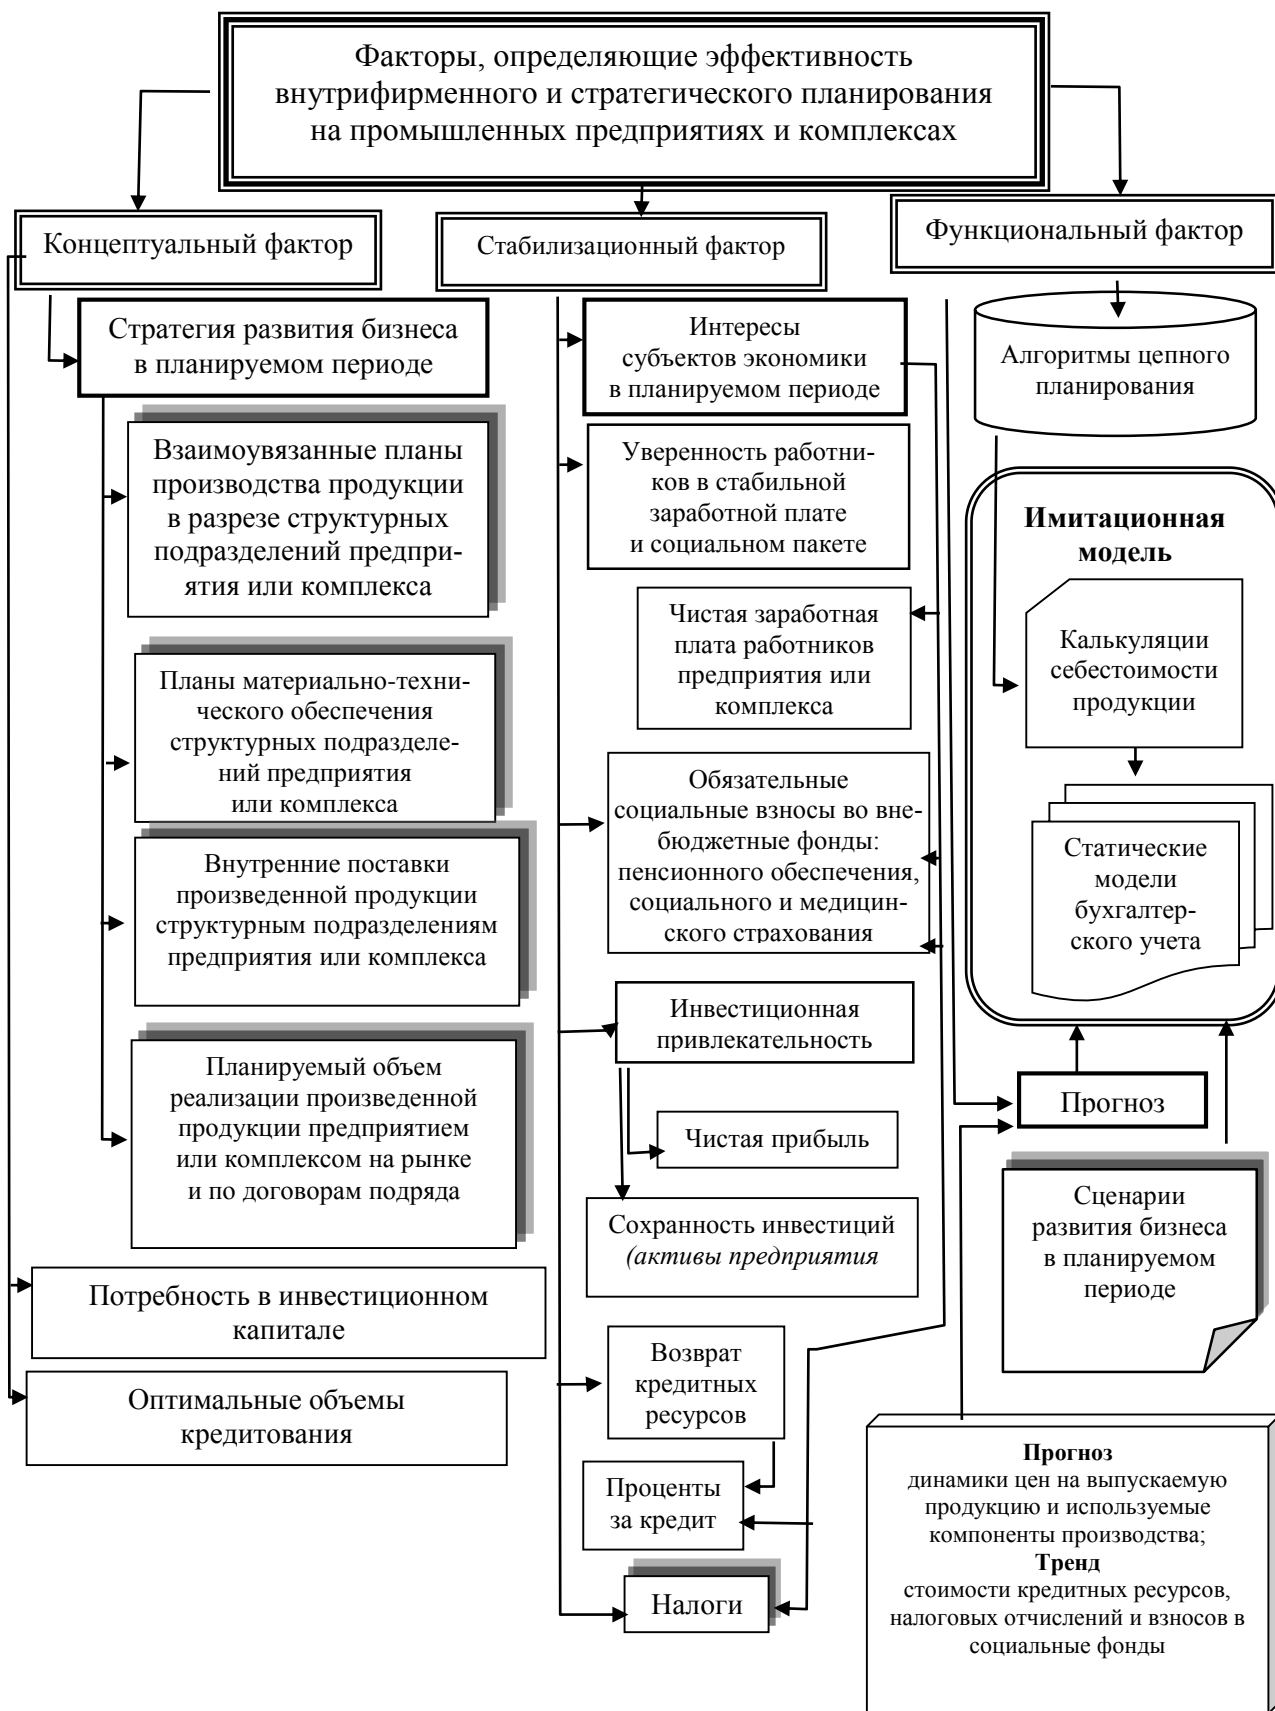 Факторы, определяющие эффективность
внутрифирменного и стратегического планирования
на промышленных предприятиях и комплексах
Концептуальный фактор
Стратегия развития бизнеса
в планируемом периоде
Взаимоувязанные планы
производства продукции
в разрезе структурных
подразделений предпри-
ятия или комплекса
Планы материально-техни-
ческого обеспечения
структурных подразделе-
ний предприятия
или комплекса
Внутренние поставки
произведенной продукции
структурным подразделениям
предприятия или комплекса
Планируемый объем
реализации произведенной
продукции предприятием
или комплексом на рынке
и по договорам подряда
Потребность в инвестиционном
капитале
Оптимальные объемы
кредитования
Стабилизационный фактор
Интересы
субъектов экономики
в планируемом периоде
Уверенность работни-
ков в стабильной
заработной плате
и социальном пакете
Чистая заработная
плата работников
предприятия или
комплекса
Обязательные
социальные взносы во вне-
бюджетные фонды:
пенсионного обеспечения,
социального и медицин-
ского страхования
Инвестиционная
привлекательность
Чистая прибыль
Сохранность инвестиций
(активы предприятия
Возврат
кредитных
ресурсов
Проценты
за кредит
Налоги
Функциональный фактор
Алгоритмы цепного
планирования
Имитационная
модель
Калькуляции
себестоимости
продукции
Статические
модели
бухгалтер-
ского учета
Прогноз
Сценарии
развития бизнеса
в планируемом
периоде
Прогноз
динамики цен на выпускаемую
продукцию и используемые
компоненты производства;
Тренд
стоимости кредитных ресурсов,
налоговых отчислений и взносов в
социальные фонды